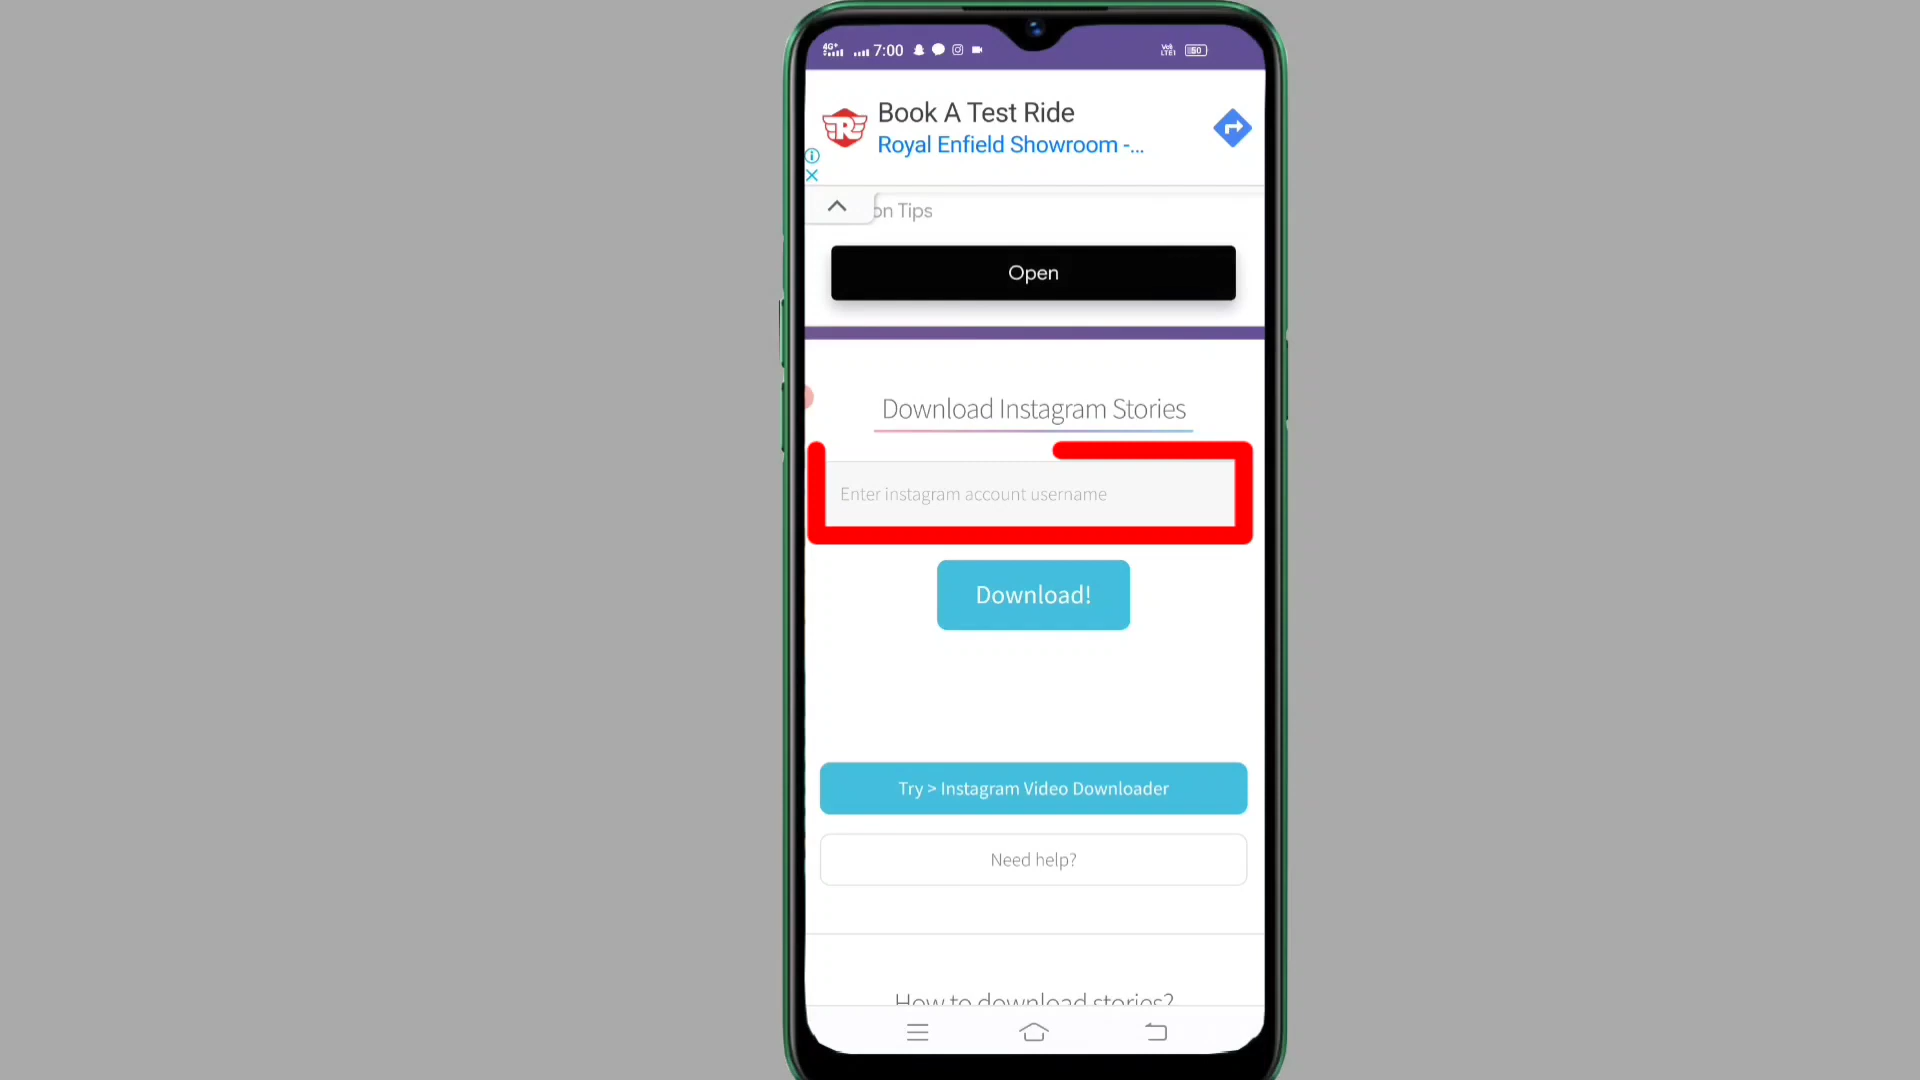 7:00
50
Book A Test Ride
Royal Enfield Showroom -...
on Tips
Open
Download Instagram Stories
Enter instagram account username
Download!
Try > Instagram Video Downloader
Need help?
How to download stories?